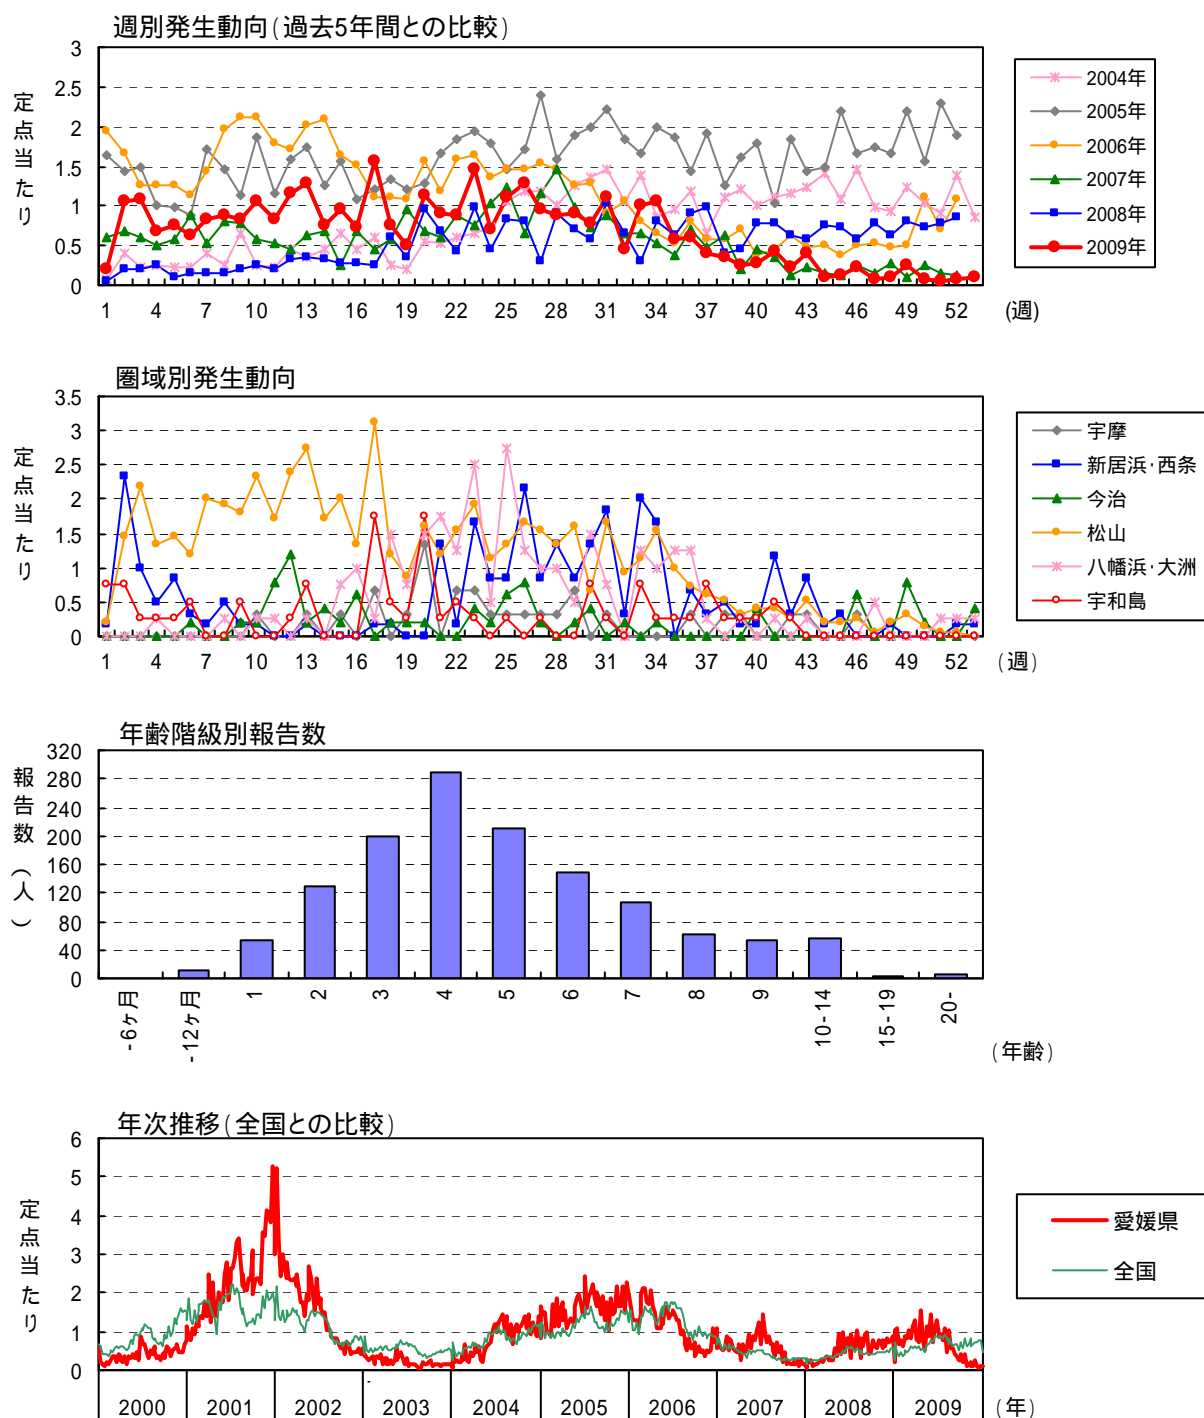 週別発生動向(過去5年間との比較)
定点当たり
3
2.5
2
1.5
1
0.5
0
1 4 7 10 13 16 19 22 25 28 31 34 37 40 43 46 49 52 (週)
2004年
2005年
2006年
2007年
2008年
2009年
圏域別発生動向
定点当たり
3.5
3
2.5
2
1.5
1
0.5
0
1 4 7 10 13 16 19 22 25 28 31 34 37 40 43 46 49 52 (週)
宇摩
新居浜・西条
今治
松山
八幡浜・大洲
宇和島
年齢階級別報告数
報告数(人)
320
280
240
200
160
120
80
40
0
-6ヶ月 -12ヶ月 1 2 3 4 5 6 7 8 9 10-14 15-19 20-
(年齢)
年次推移(全国との比較)
定点当たり
6
5
4
3
2
1
0
2000 2001 2002 2003 2004 2005 2006 2007 2008 2009 (年)
愛媛県
全国